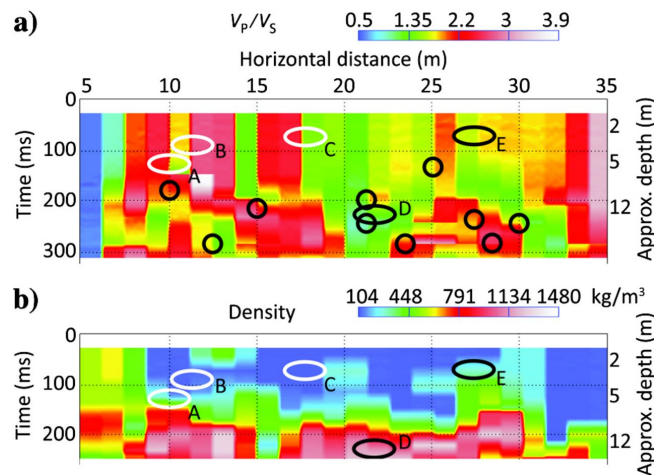 a)
V_P/V_S
0.5 1.35 2.2 3 3.9
Horizontal distance (m)
5 10 15 20 25 30 35
0
100
200
300
Time (ms)
2
5
12
Approx. depth (m)
A
B
C
D
E
b)
Density
104 448 791 1134 1480 kg/m³
0
100
200
Time (ms)
2
5
12
Approx. depth (m)
A
B
C
D
E